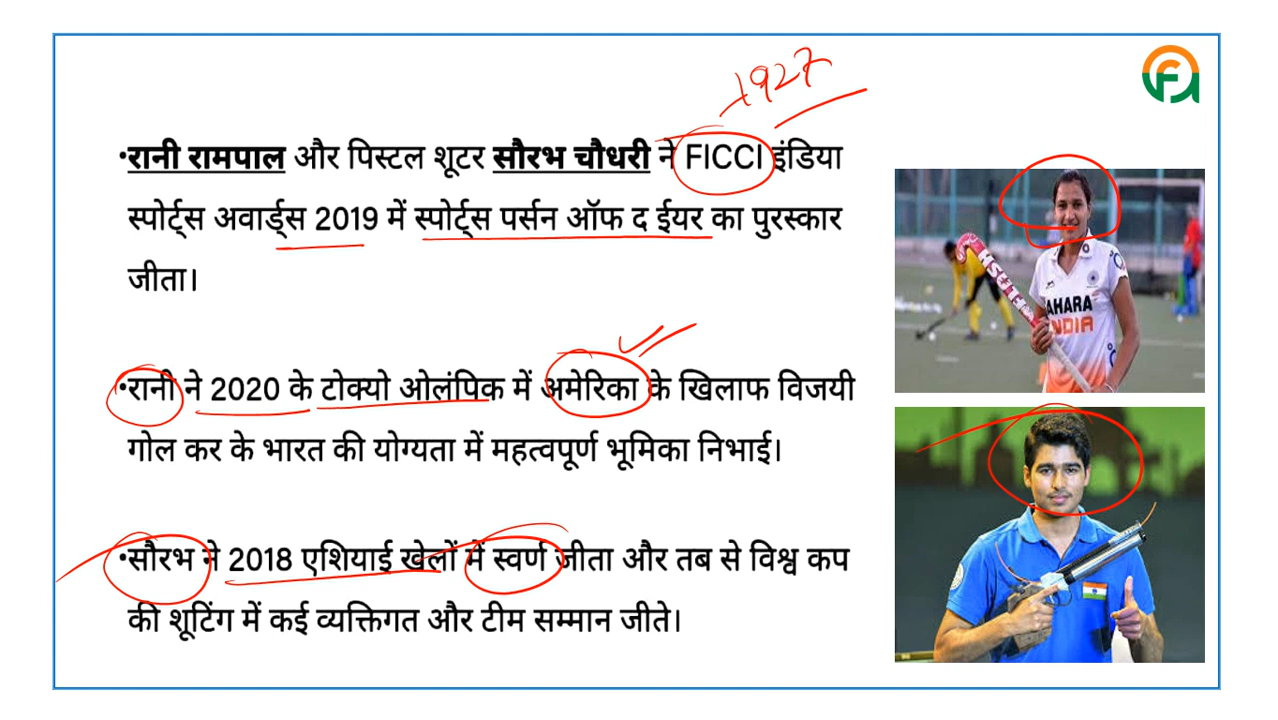 1927
•रानी रामपाल और पिस्टल शूटर सौरभ चौधरी ने FICCI इंडिया
स्पोर्ट्स अवार्ड्स 2019 में स्पोर्ट्स पर्सन ऑफ द ईयर का पुरस्कार
जीता।
•रानी ने 2020 के टोक्यो ओलंपिक में अमेरिका के खिलाफ विजयी
गोल कर के भारत की योग्यता में महत्वपूर्ण भूमिका निभाई।
•सौरभ ने 2018 एशियाई खेलों में स्वर्ण जीता और तब से विश्व कप
की शूटिंग में कई व्यक्तिगत और टीम सम्मान जीते।
AHARA
INDIA